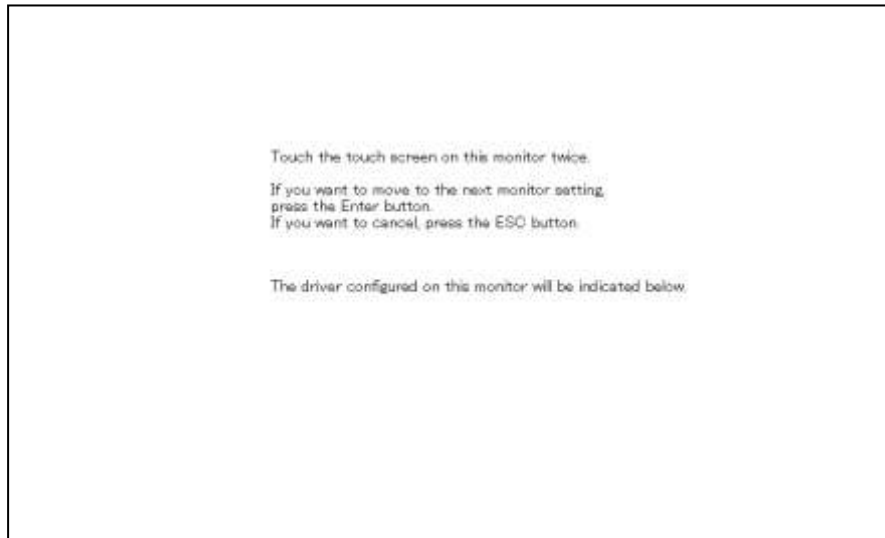 Touch the touch screen on this monitor twice.
If you want to move to the next monitor setting,
press the Enter button.
If you want to cancel, press the ESC button.
The driver configured on this monitor will be indicated below.